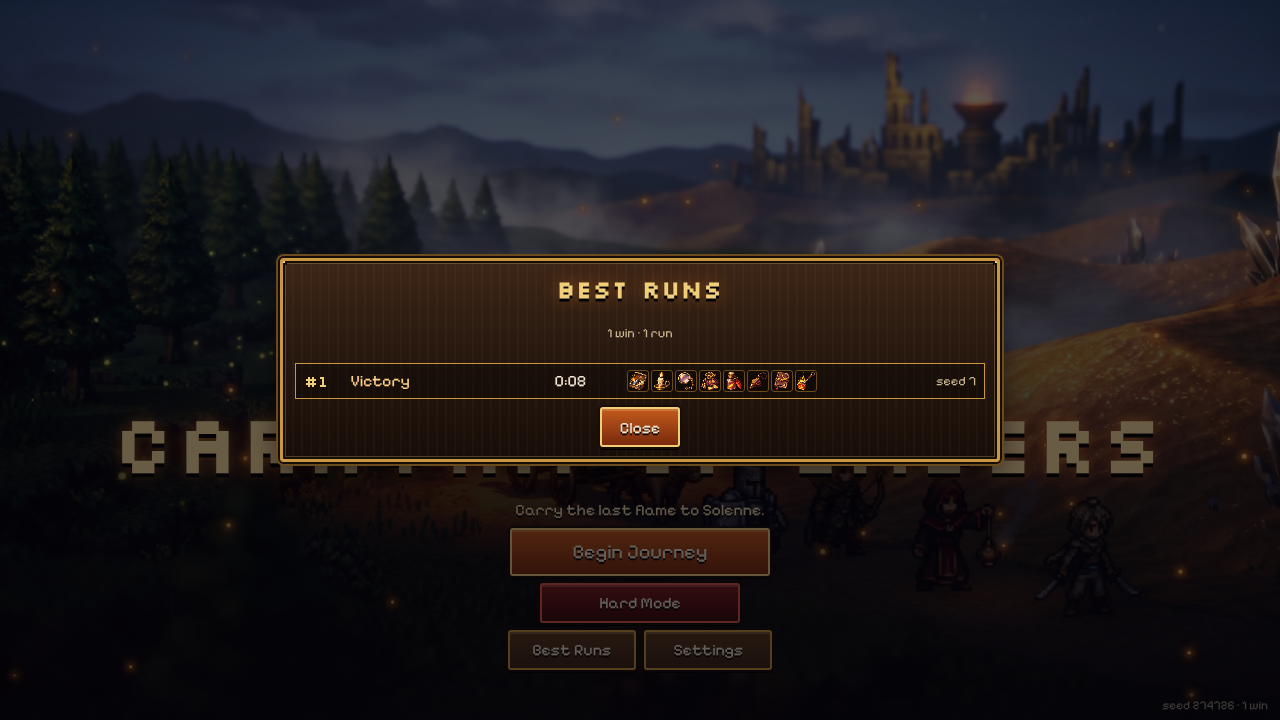 BEST RUNS
1 win · 1 run
#1 Victory 0:08 seed 7
Close
Carry the last flame to Solenne.
Begin Journey
Hard Mode
Best Runs Settings
seed 874786 · 1 win